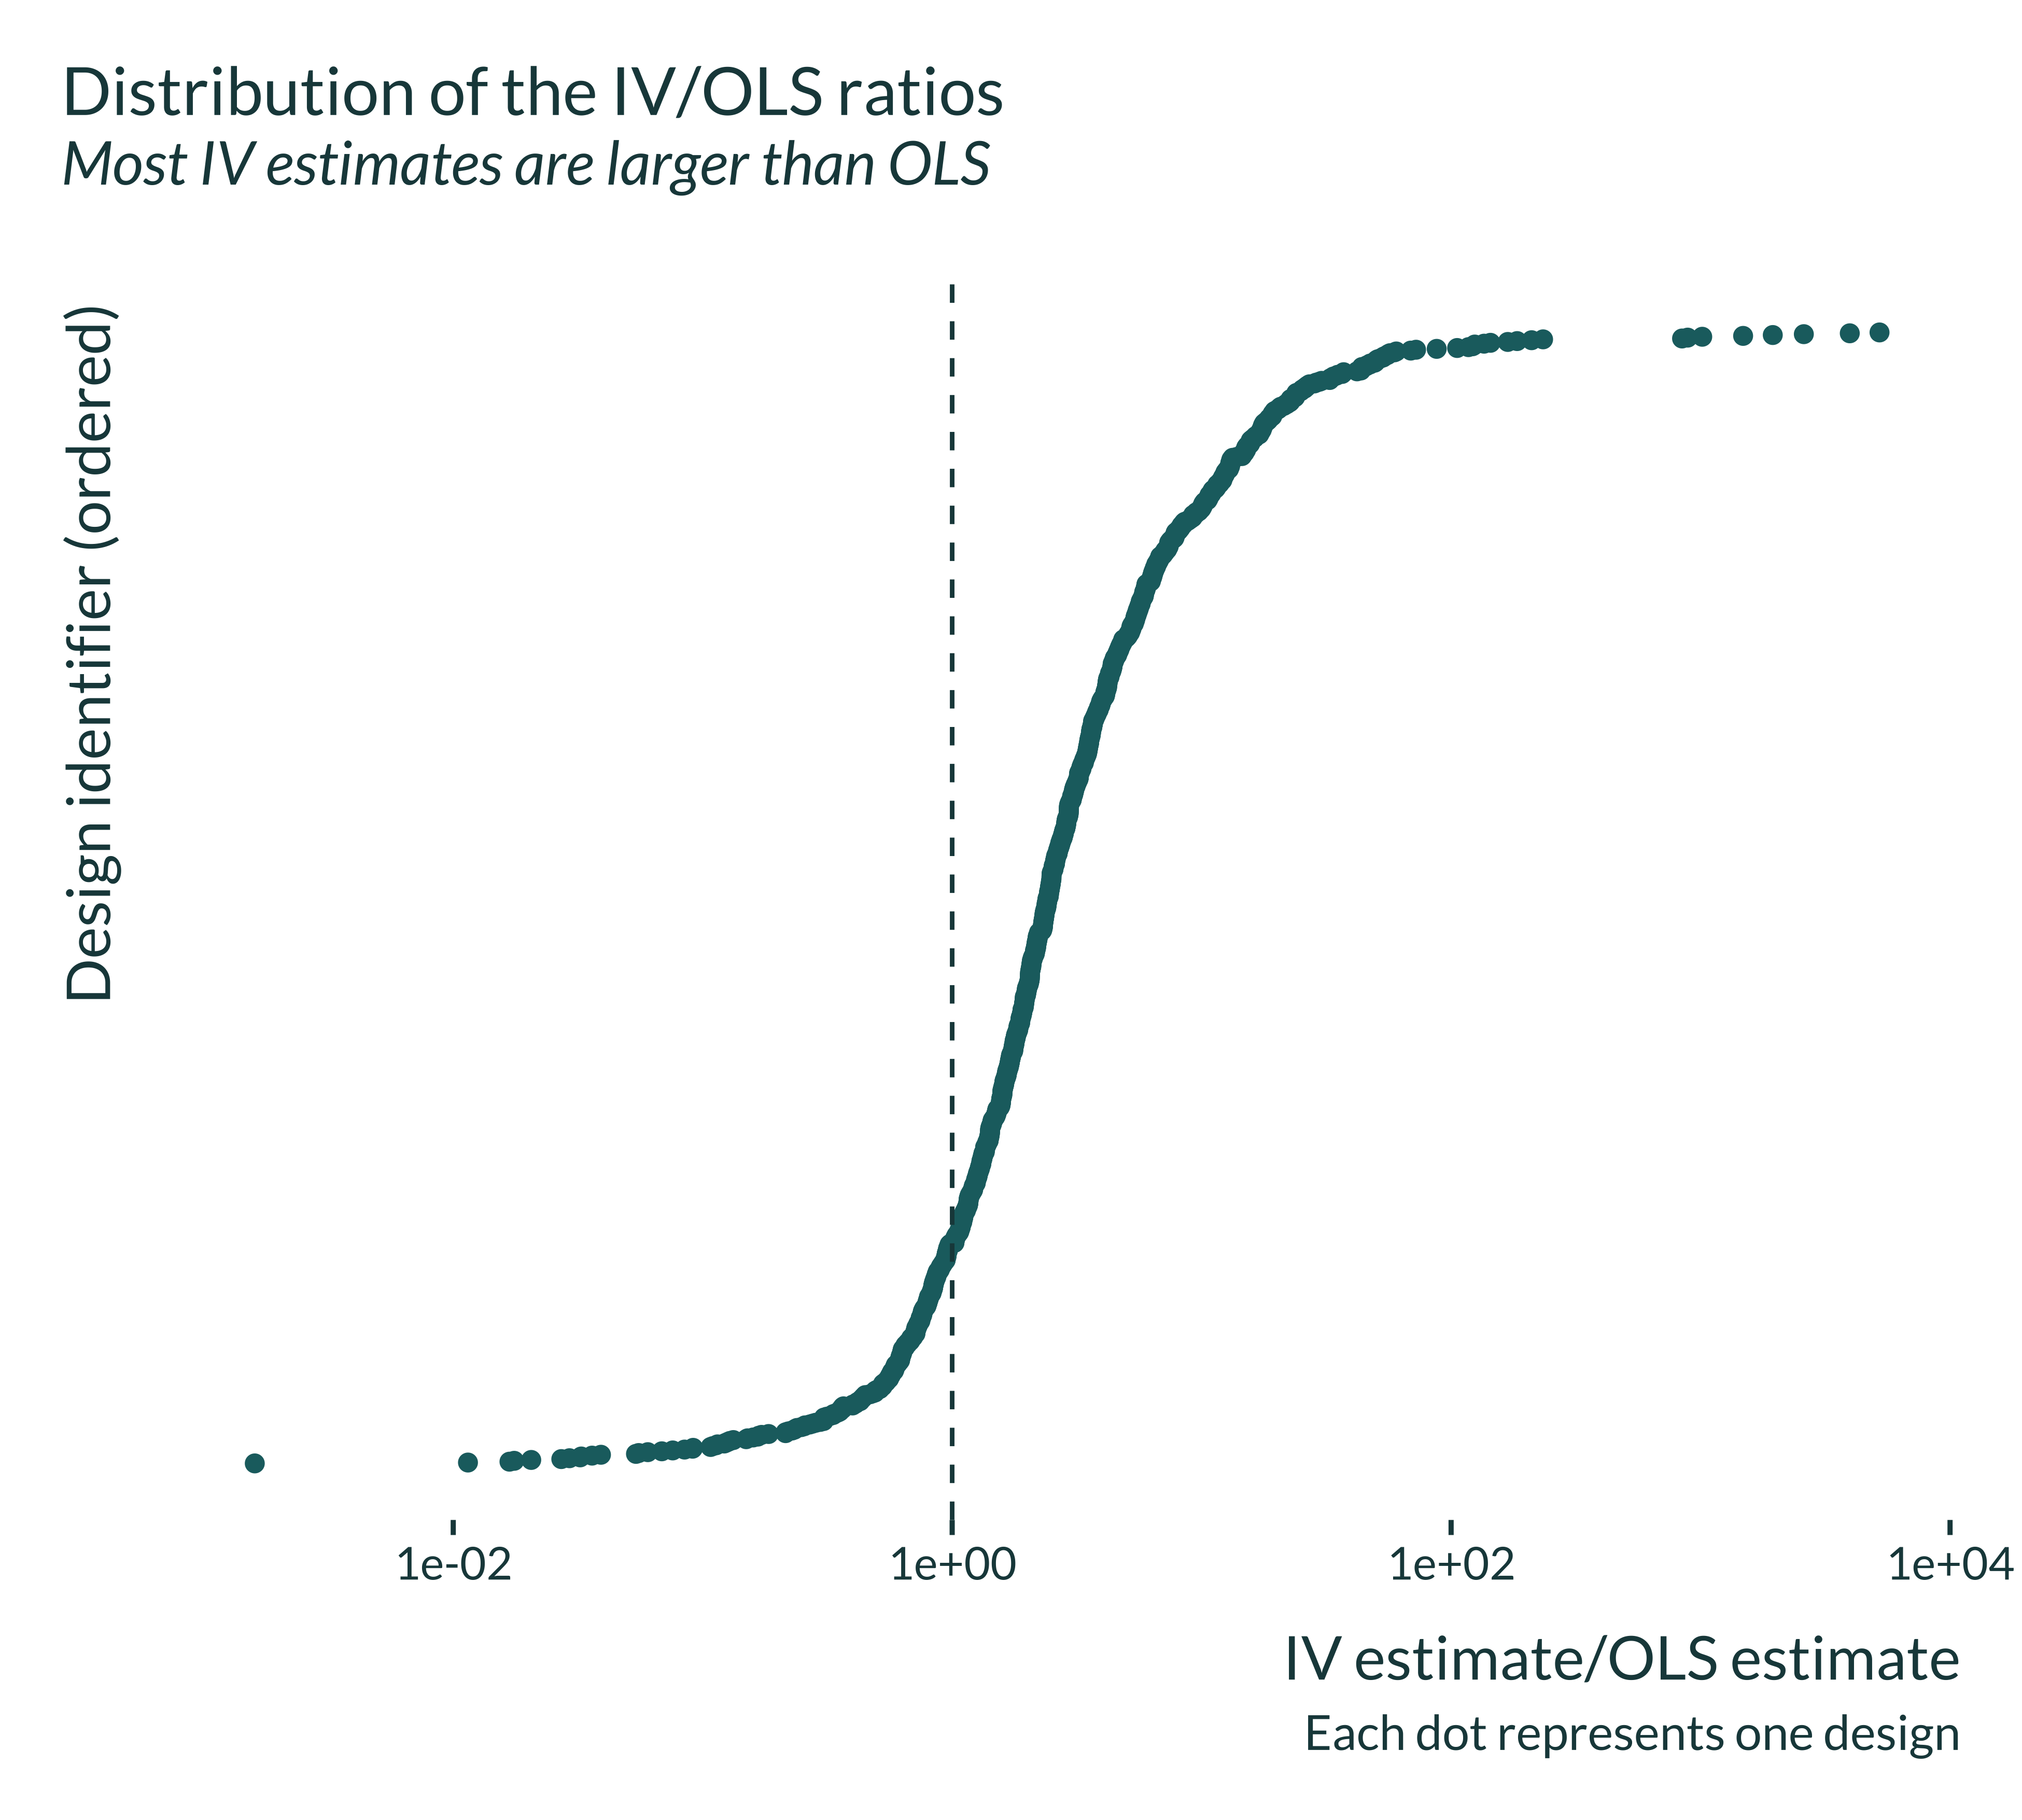 Distribution of the IV/OLS ratios
Most IV estimates are larger than OLS
Design identifier (ordered)
1e-02
1e+00
1e+02
1e+04
IV estimate/OLS estimate
Each dot represents one design